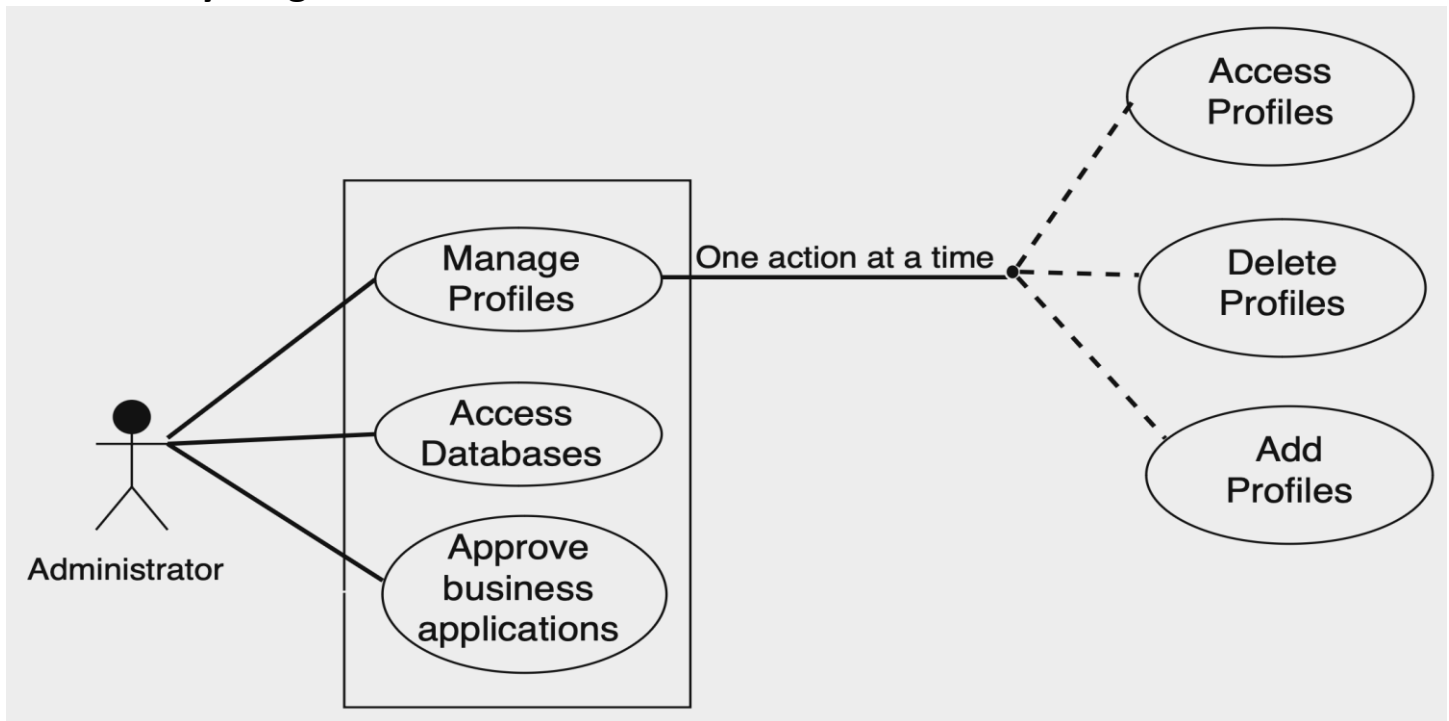 Manage
Profiles
Access
Databases
Approve
business
applications
Administrator
One action at a time
Access
Profiles
Delete
Profiles
Add
Profiles